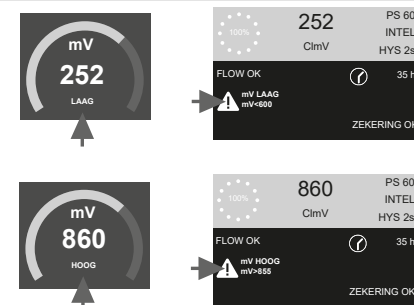 mV
252
LAAG
100%
252
ClmV
PS 60
INTEL
HYS 2s
FLOW OK
35 h
mV LAAG
mV<600
ZEKERING OK
mV
860
HOOG
100%
860
ClmV
PS 60
INTEL
HYS 2s
FLOW OK
35 h
mV HOOG
mV>855
ZEKERING OK